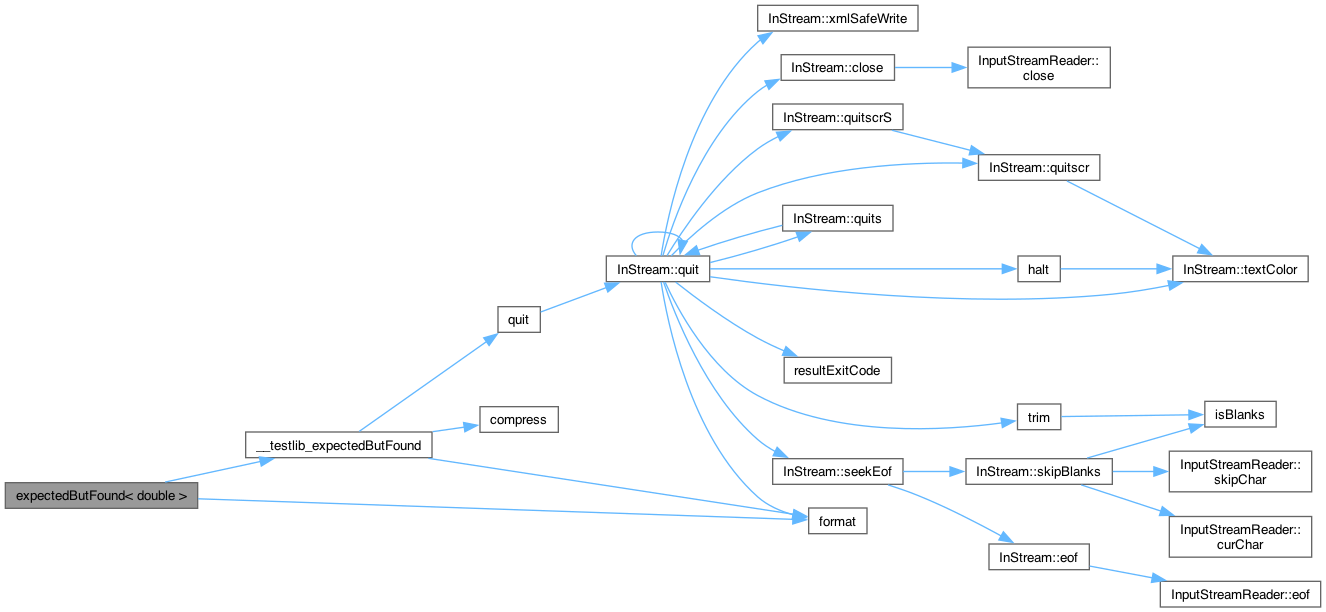 InStream::xmlSafeWrite
InStream::close
InputStreamReader::
close
InStream::quitscrS
InStream::quitscr
InStream::quits
InStream::quit
halt
InStream::textColor
quit
resultExitCode
compress
trim
isBlanks
__testlib_expectedButFound
InStream::seekEof
InStream::skipBlanks
InputStreamReader::
skipChar
expectedButFound< double >
format
InputStreamReader::
curChar
InStream::eof
InputStreamReader::eof